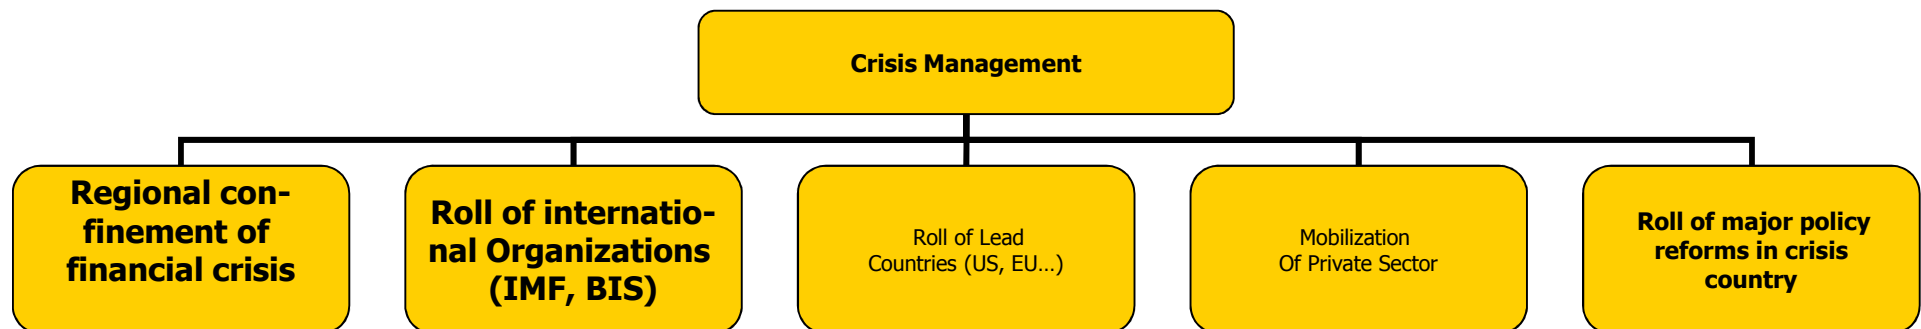 Crisis Management
Regional con-
finement of
financial crisis
Roll of internatio-
nal Organizations
(IMF, BIS)
Roll of Lead
Countries (US, EU…)
Mobilization
Of Private Sector
Roll of major policy
reforms in crisis
country